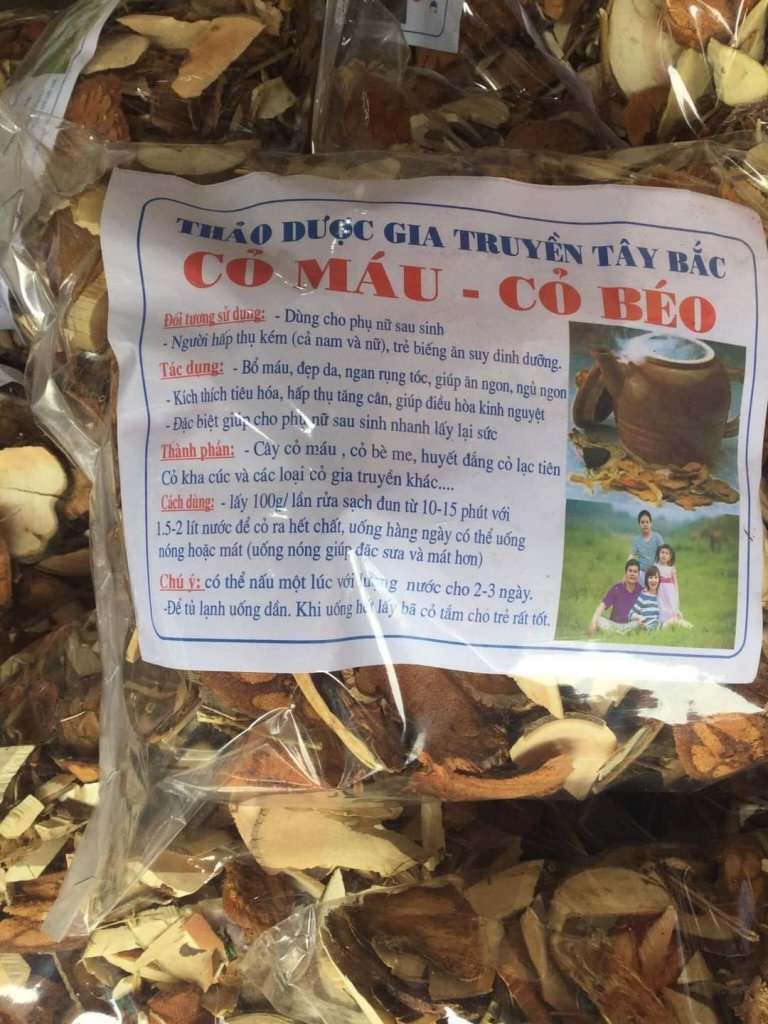 THẢO DƯỢC GIA TRUYỀN TÂY BẮC
CỎ MÁU - CỎ BÉO
Đối tượng sử dụng: - Dùng cho phụ nữ sau sinh
- Người hấp thụ kém (cả nam và nữ), trẻ biếng ăn suy dinh dưỡng.
Tác dụng: - Bổ máu, đẹp da, ngan rụng tóc, giúp ăn ngon, ngủ ngon
- Kích thích tiêu hóa, hấp thụ tăng cân, giúp điều hòa kinh nguyệt
- Đặc biệt giúp cho phụ nữ sau sinh nhanh lấy lại sức
Thành phần: - Cây cỏ máu , cỏ bè me, huyết đằng cỏ lạc tiên
Cỏ kha cúc và các loại cỏ gia truyền khác....
Cách dùng: - lấy 100g/ lần rửa sạch đun từ 10-15 phút với
1.5-2 lít nước để cỏ ra hết chất, uống hàng ngày có thể uống
nóng hoặc mát (uống nóng giúp đặc sưa và mát hơn)
Chú ý: có thể nấu một lúc với lượng nước cho 2-3 ngày.
-Để tủ lạnh uống dần. Khi uống hết lấy bã cỏ tắm cho trẻ rất tốt.